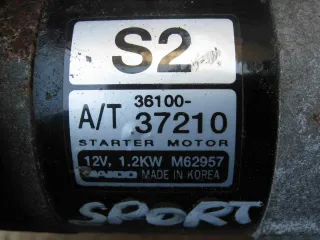 S2
36100-
A/T 37210
STARTER MOTOR
12V, 1.2KW M62957
MADE IN KOREA
SPORT